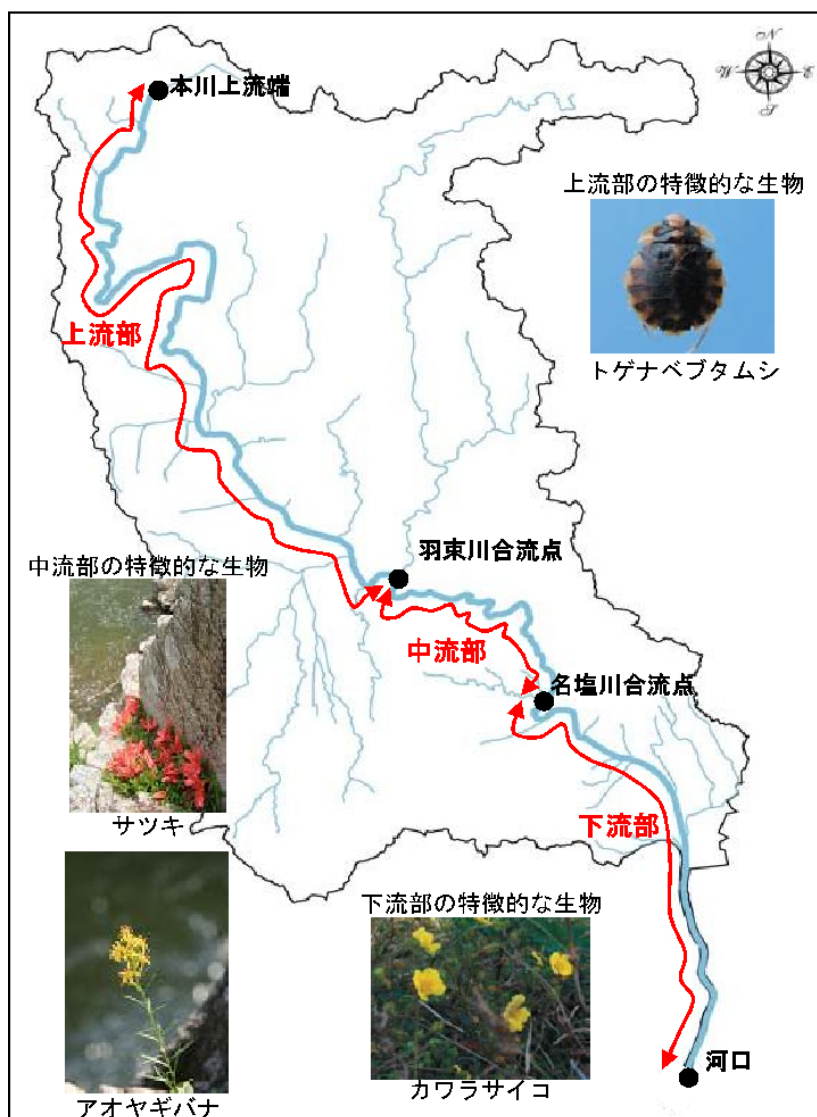 N
W
E
S
本川上流端
上流部の特徴的な生物
トゲナベブタムシ
上流部
羽束川合流点
中流部の特徴的な生物
中流部
名塩川合流点
サツキ
下流部
下流部の特徴的な生物
河口
カワラサイコ
アオヤギバナ